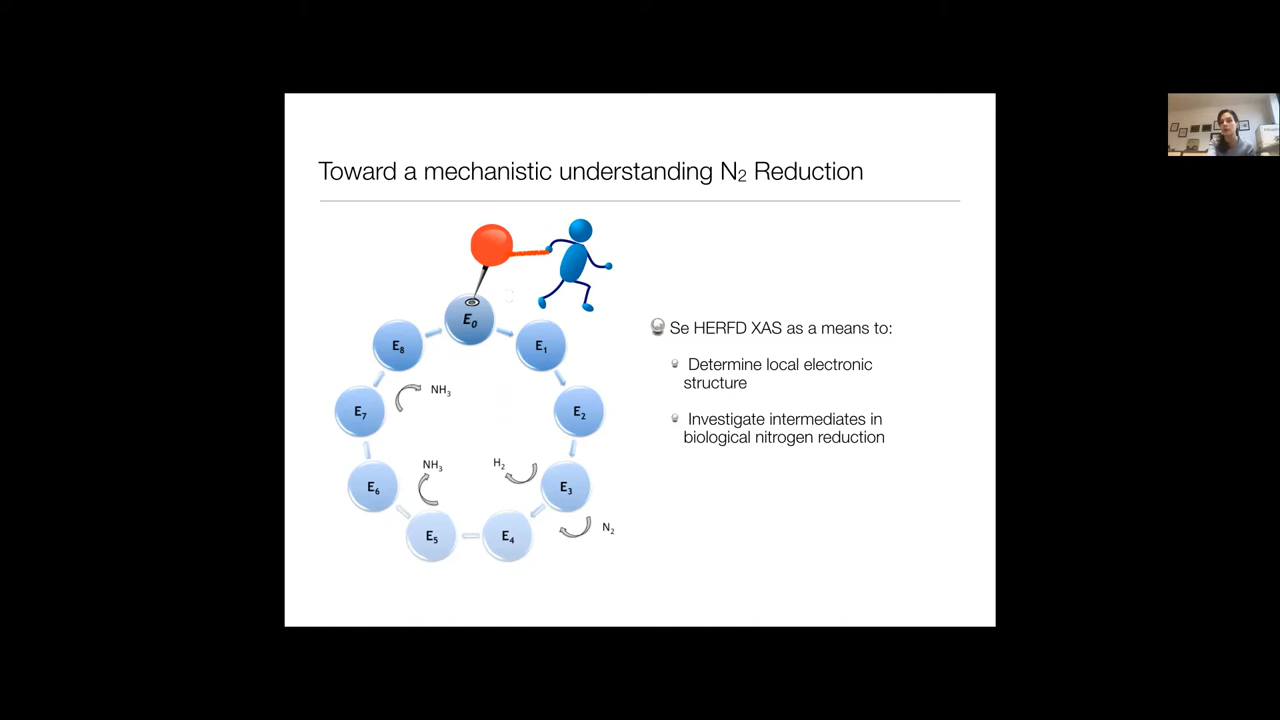 Toward a mechanistic understanding N₂ Reduction
E₀
E₈
E₁
NH₃
E₇
E₂
NH₃
H₂
E₆
E₃
N₂
E₅
E₄
Se HERFD XAS as a means to:
Determine local electronic
structure
Investigate intermediates in
biological nitrogen reduction